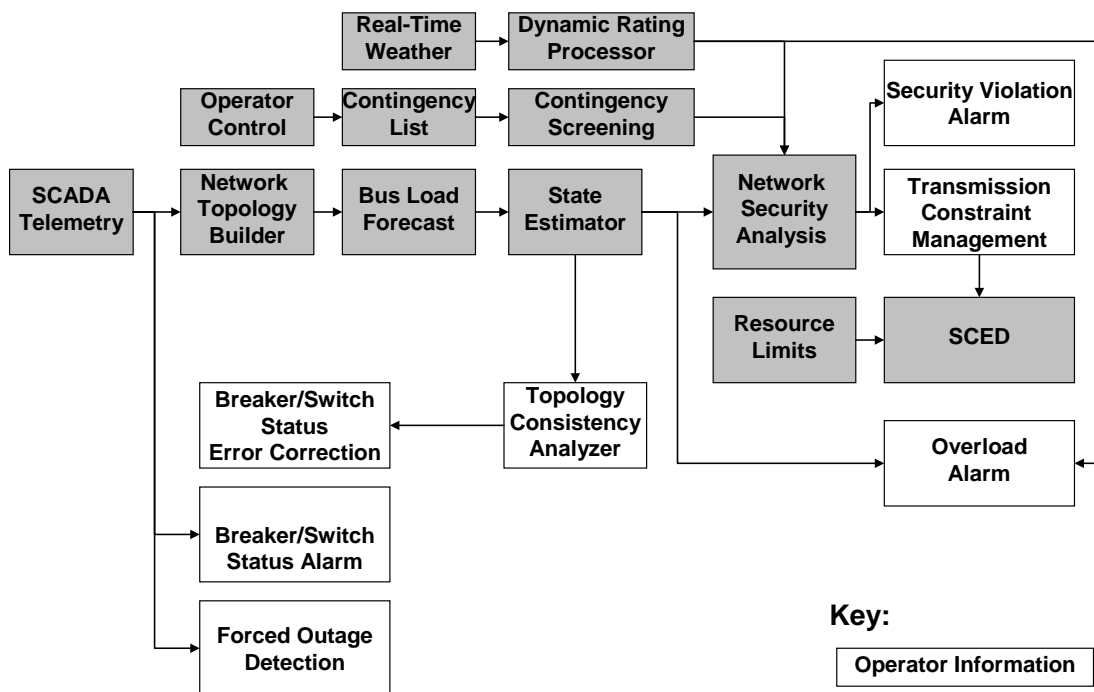 Real-Time
Weather
Dynamic Rating
Processor
Operator
Control
Contingency
List
Contingency
Screening
Security Violation
Alarm
SCADA
Telemetry
Network
Topology
Builder
Bus Load
Forecast
State
Estimator
Network
Security
Analysis
Transmission
Constraint
Management
Resource
Limits
SCED
Breaker/Switch
Status
Error Correction
Topology
Consistency
Analyzer
Overload
Alarm
Breaker/Switch
Status Alarm
Forced Outage
Detection
Key:
Operator Information